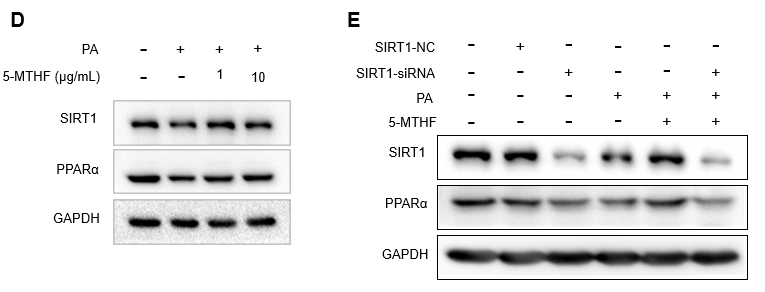 D
PA - + + +
5-MTHF (μg/mL) - - 1 10
SIRT1
PPARα
GAPDH
E
SIRT1-NC - + - - - -
SIRT1-siRNA - - + - - +
PA - - - + + +
5-MTHF - - - - + +
SIRT1
PPARα
GAPDH